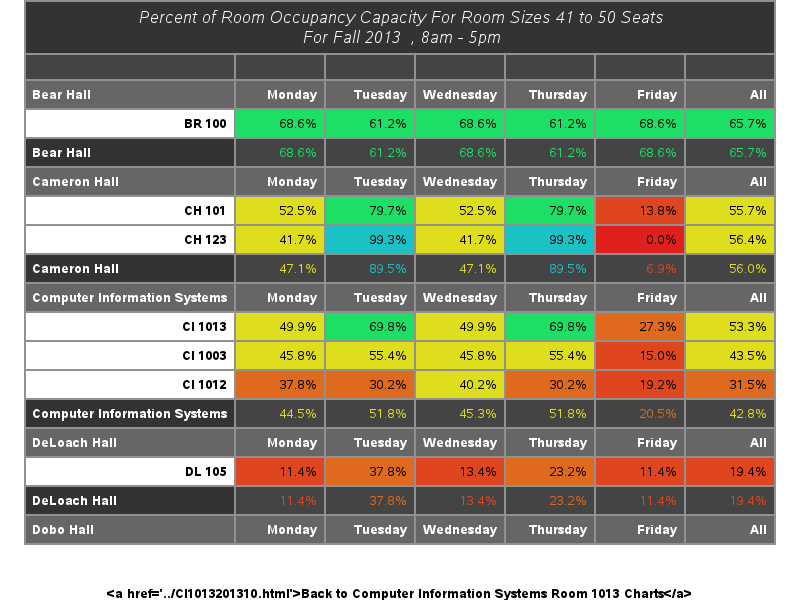 Percent of Room Occupancy Capacity For Room Sizes 41 to 50 Seats
For Fall 2013  , 8am - 5pm
Bear Hall Monday Tuesday Wednesday Thursday Friday All
BR 100 68.6% 61.2% 68.6% 61.2% 68.6% 65.7%
Bear Hall 68.6% 61.2% 68.6% 61.2% 68.6% 65.7%
Cameron Hall Monday Tuesday Wednesday Thursday Friday All
CH 101 52.5% 79.7% 52.5% 79.7% 13.8% 55.7%
CH 123 41.7% 99.3% 41.7% 99.3% 0.0% 56.4%
Cameron Hall 47.1% 89.5% 47.1% 89.5% 6.9% 56.0%
Computer Information Systems Monday Tuesday Wednesday Thursday Friday All
CI 1013 49.9% 69.8% 49.9% 69.8% 27.3% 53.3%
CI 1003 45.8% 55.4% 45.8% 55.4% 15.0% 43.5%
CI 1012 37.8% 30.2% 40.2% 30.2% 19.2% 31.5%
Computer Information Systems 44.5% 51.8% 45.3% 51.8% 20.5% 42.8%
DeLoach Hall Monday Tuesday Wednesday Thursday Friday All
DL 105 11.4% 37.8% 13.4% 23.2% 11.4% 19.4%
DeLoach Hall 11.4% 37.8% 13.4% 23.2% 11.4% 19.4%
Dobo Hall Monday Tuesday Wednesday Thursday Friday All
&lt;a href='../CI1013201310.html'&gt;Back to Computer Information Systems Room 1013 Charts&lt;/a&gt;